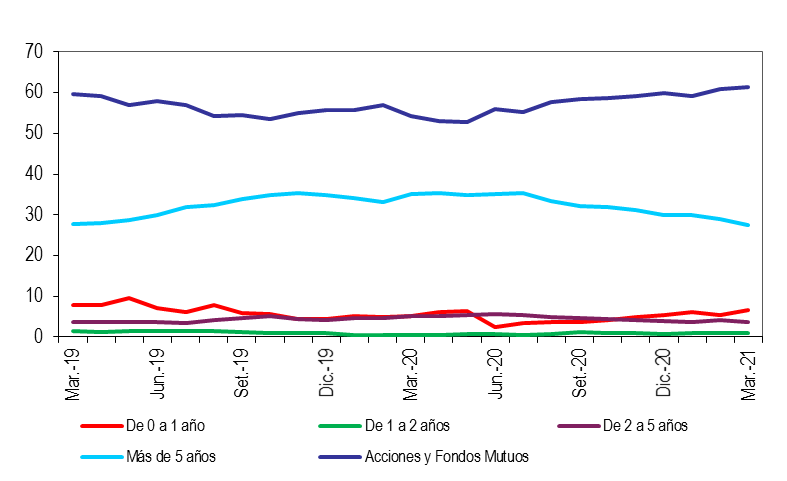 70
60
50
40
30
20
10
0
Mar.-19
Jun.-19
Set.-19
Dic.-19
Mar.-20
Jun.-20
Set.-20
Dic.-20
Mar.-21
De 0 a 1 año
De 1 a 2 años
De 2 a 5 años
Más de 5 años
Acciones y Fondos Mutuos